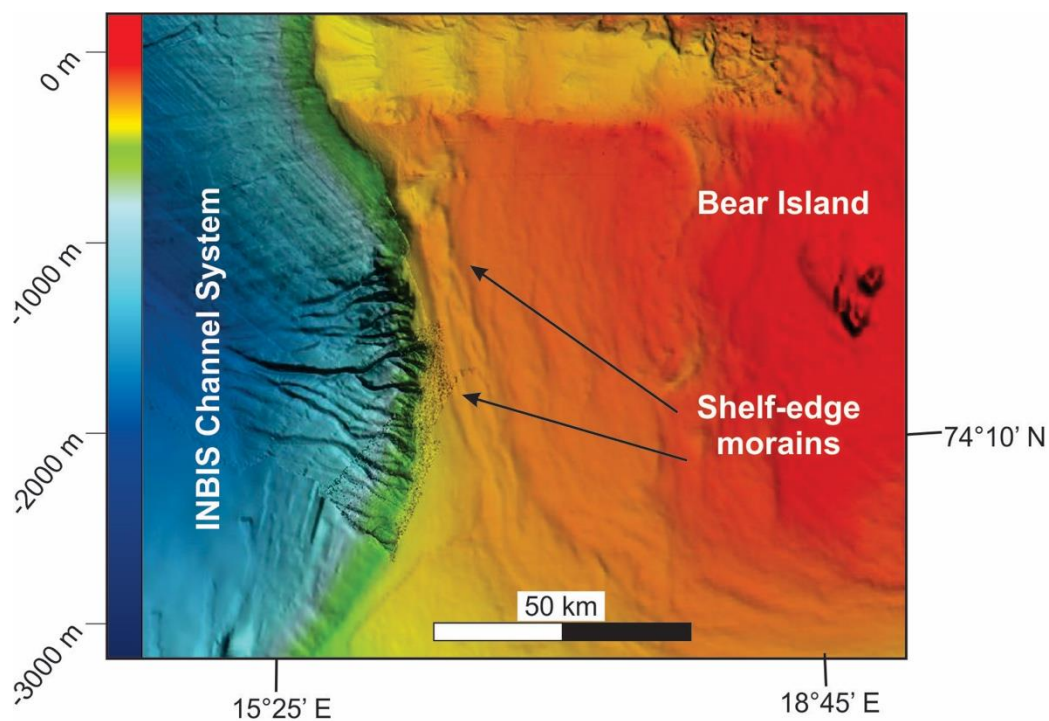 0 m
-1000 m
-2000 m
-3000 m
INBIS Channel System
Bear Island
Shelf-edge
morains
74°10' N
50 km
15°25' E
18°45' E